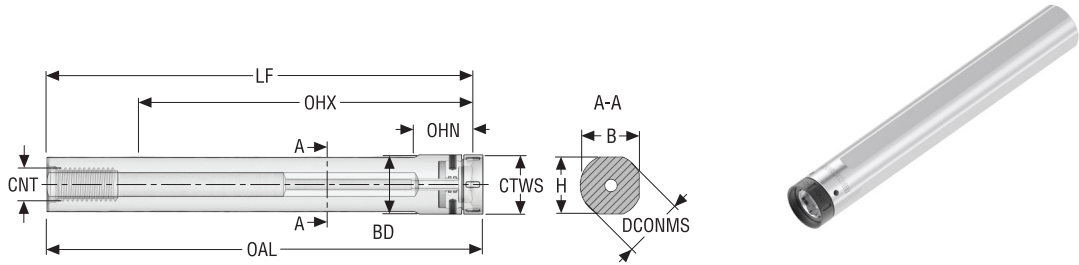 LF
OHX
A-A
OHN
B
A
CNT
CTWS
H
A
BD
DCONMS
OAL